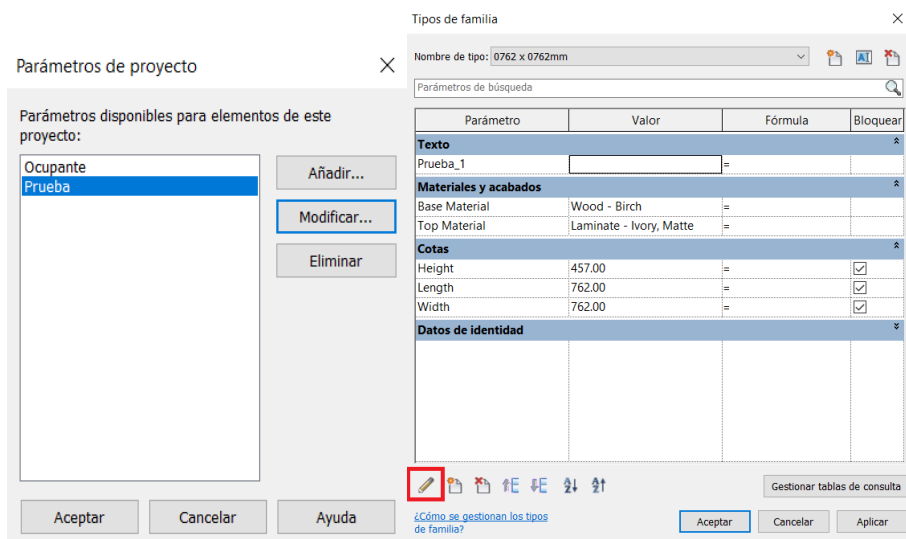 Parámetros de proyecto
Parámetros disponibles para elementos de este
proyecto:
Ocupante
Prueba
Añadir...
Modificar...
Eliminar
Aceptar
Cancelar
Ayuda
Tipos de familia
Nombre de tipo: 0762 x 0762mm
AI
Parámetros de búsqueda
Parámetro Valor Fórmula Bloquear
Texto
Prueba_1 =
Materiales y acabados
Base Material Wood - Birch =
Top Material Laminate - Ivory, Matte =
Cotas
Height 457.00 =
Length 762.00 =
Width 762.00 =
Datos de identidad
Gestionar tablas de consulta
¿Cómo se gestionan los tipos
de familia?
Aceptar Cancelar Aplicar